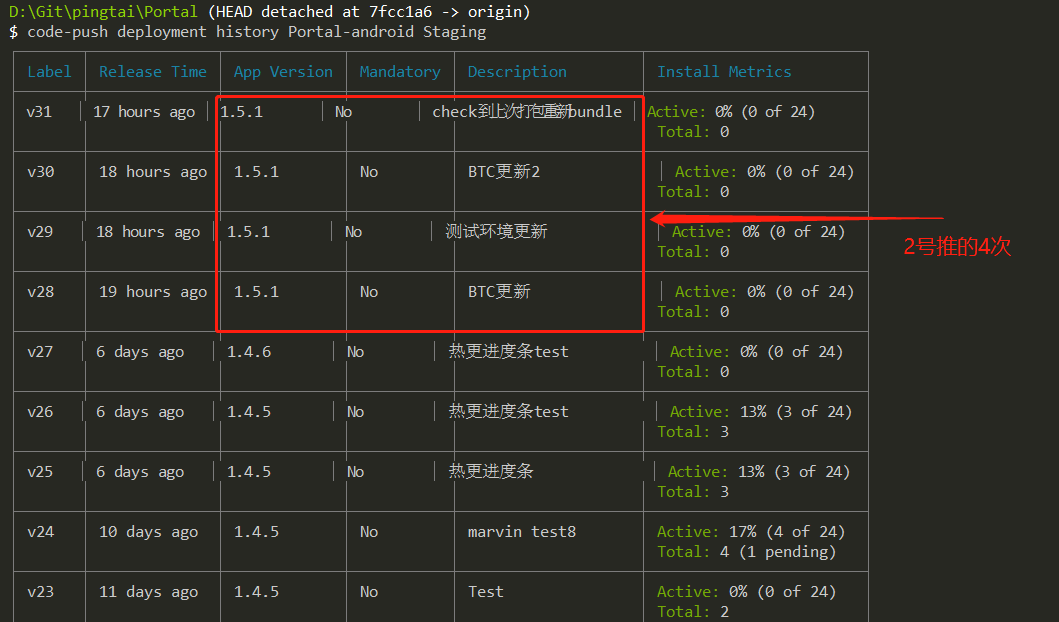 D:\Git\pingtai\Portal (HEAD detached at 7fcc1a6 -> origin)
$ code-push deployment history Portal-android Staging
Label Release Time App Version Mandatory Description Install Metrics
v31 17 hours ago 1.5.1 No check到上次打包重新bundle Active: 0% (0 of 24)
Total: 0
v30 18 hours ago 1.5.1 No BTC更新2 Active: 0% (0 of 24)
Total: 0
v29 18 hours ago 1.5.1 No 测试环境更新 Active: 0% (0 of 24)
Total: 0
2号推的4次
v28 19 hours ago 1.5.1 No BTC更新 Active: 0% (0 of 24)
Total: 0
v27 6 days ago 1.4.6 No 热更进度条test Active: 0% (0 of 24)
Total: 0
v26 6 days ago 1.4.5 No 热更进度条test Active: 13% (3 of 24)
Total: 3
v25 6 days ago 1.4.5 No 热更进度条 Active: 13% (3 of 24)
Total: 3
v24 10 days ago 1.4.5 No marvin test8 Active: 17% (4 of 24)
Total: 4 (1 pending)
v23 11 days ago 1.4.5 No Test Active: 0% (0 of 24)
Total: 2